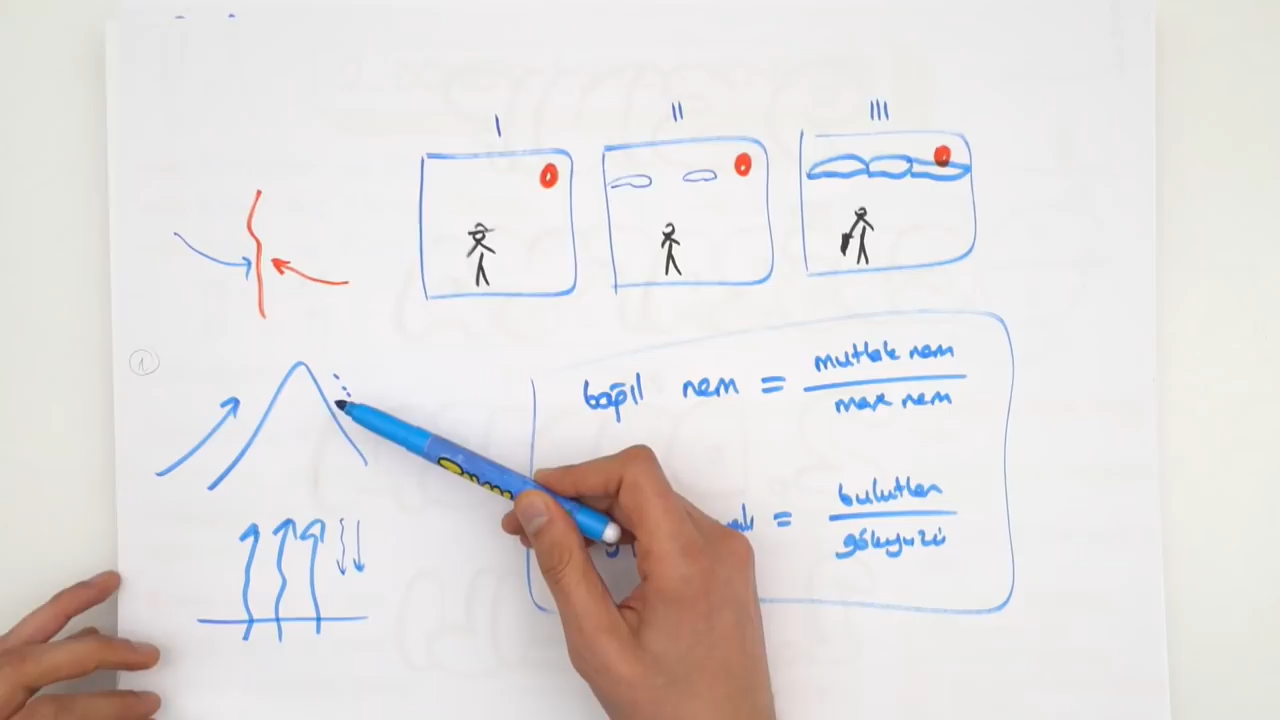 I
II
III
bağıl nem = mutlak nem
max nem
= bulutlar
gökyüzü